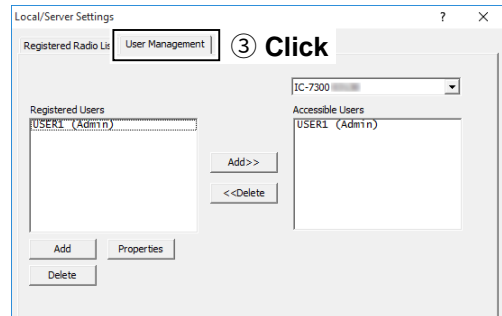 Local/Server Settings ? ×
Registered Radio Lis User Management ③ Click
IC-7300
Registered Users Accessible Users
USER1 (Admin) USER1 (Admin)
Add>>
<<Delete
Add Properties
Delete